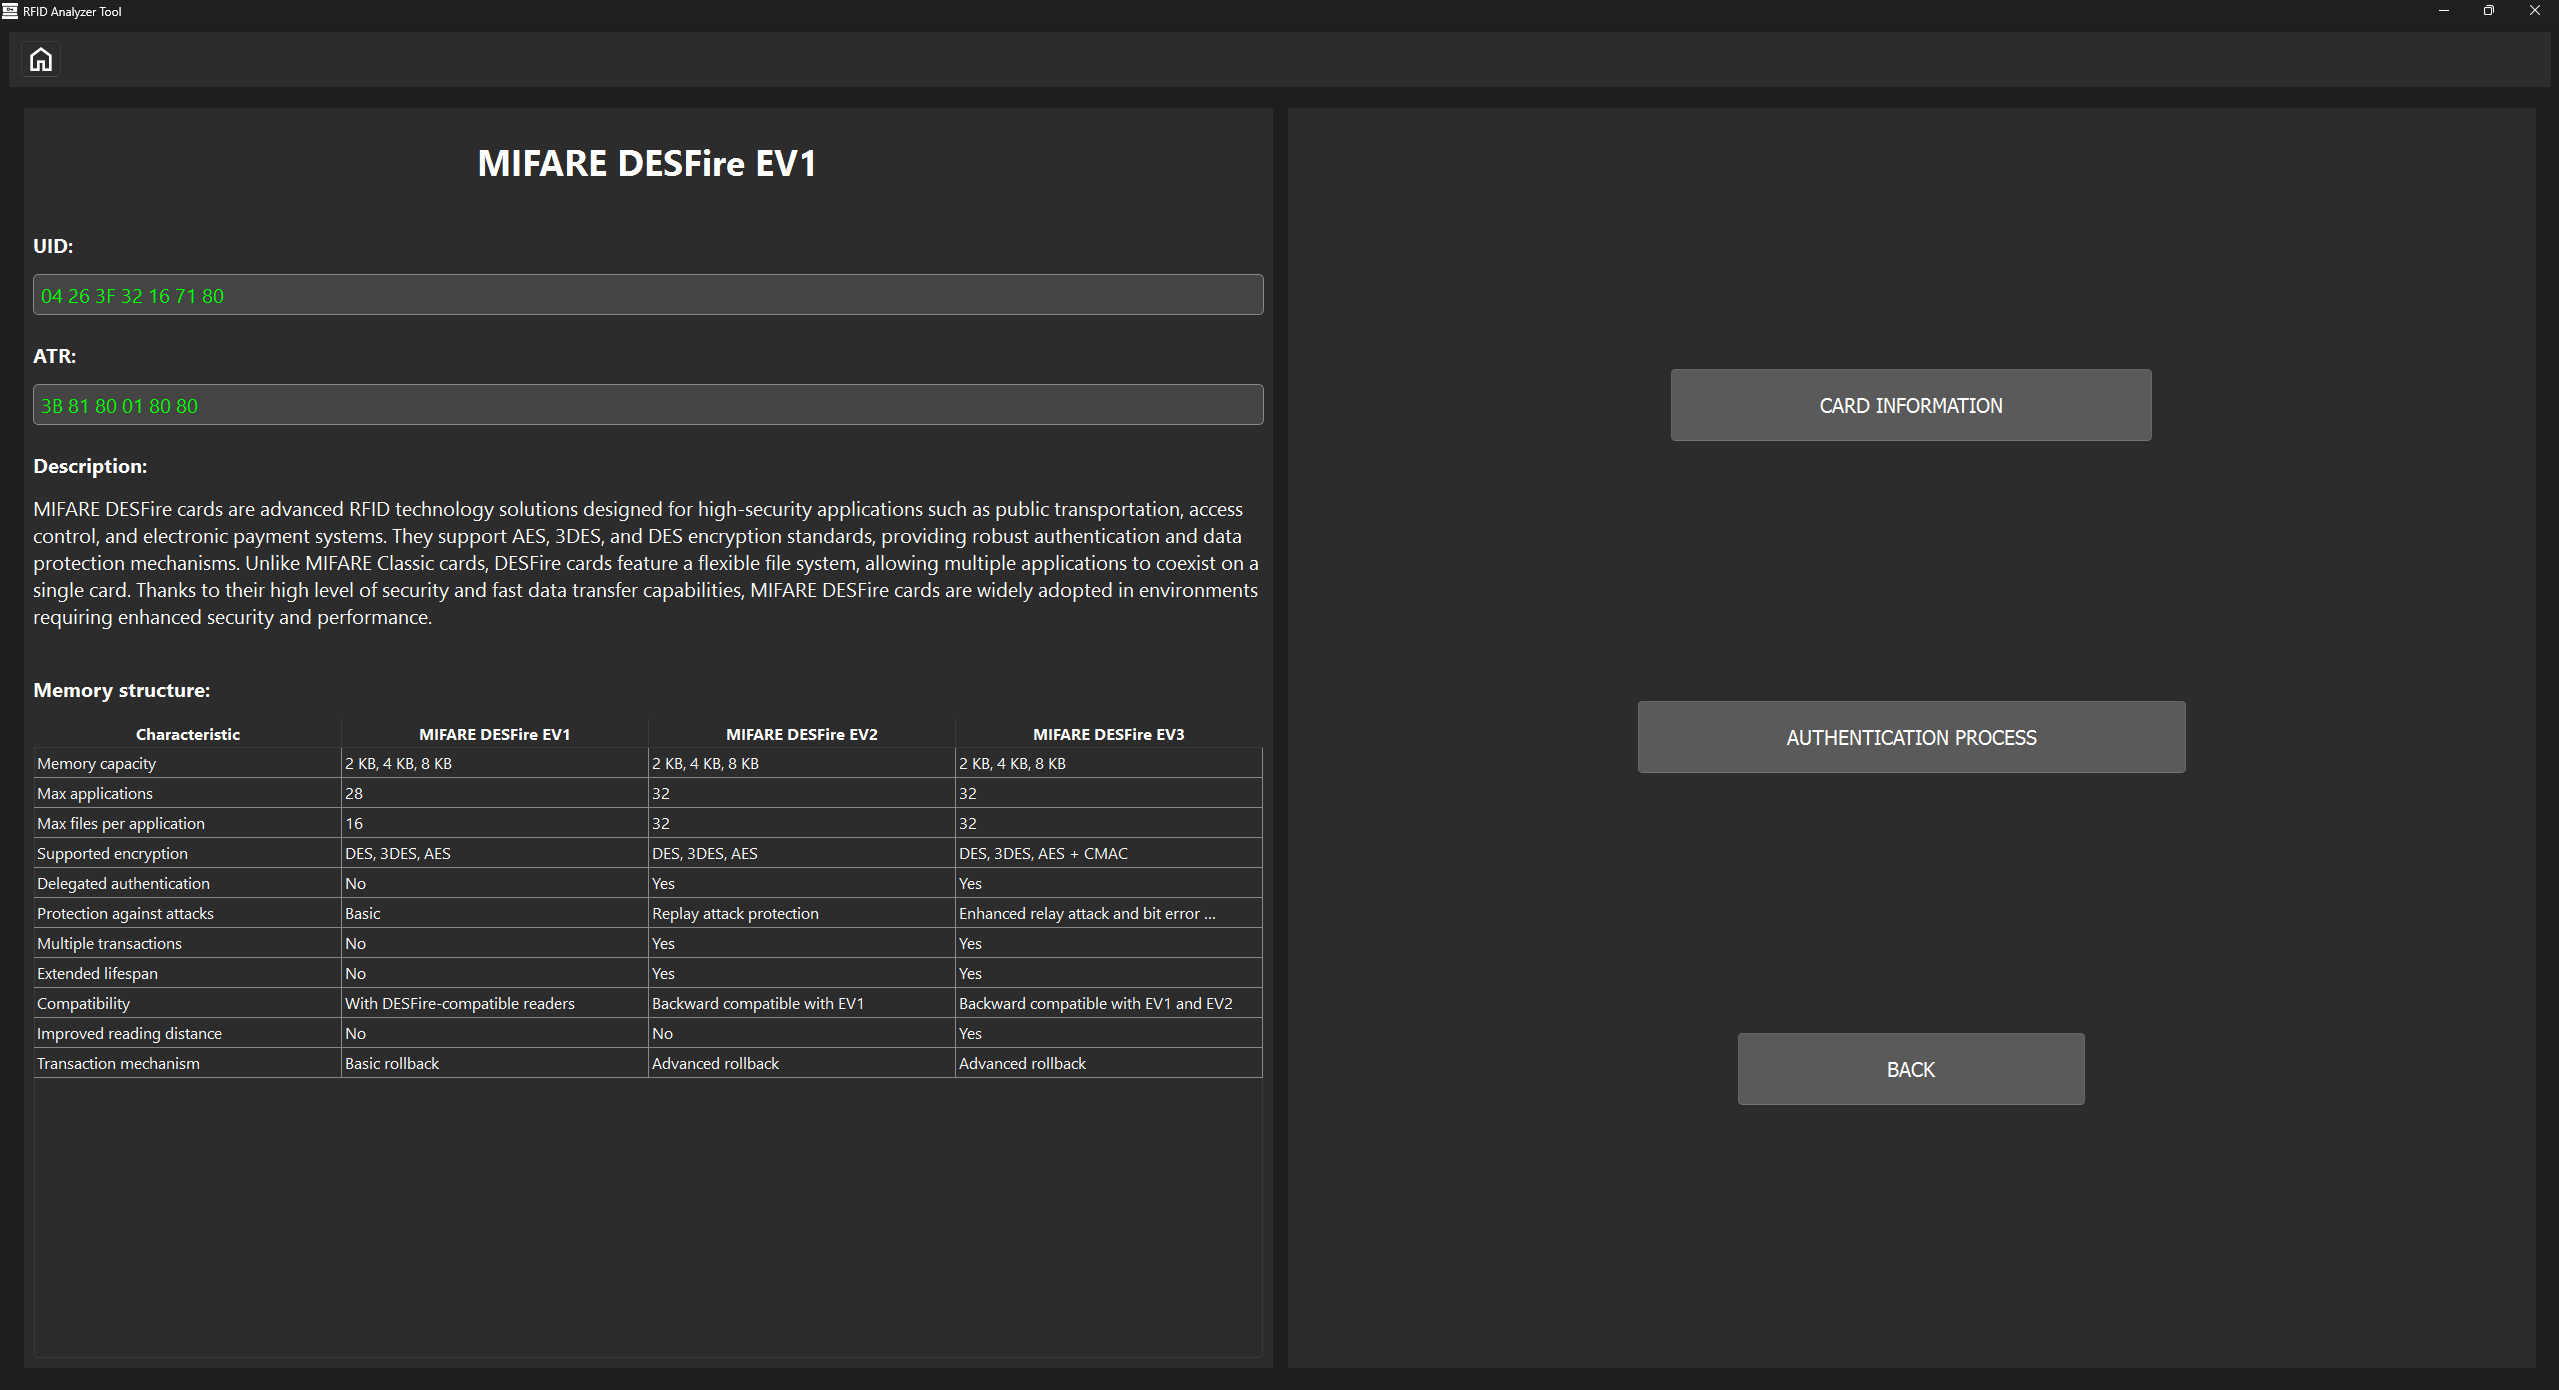 RFID Analyzer Tool
MIFARE DESFire EV1
UID:
04 26 3F 32 16 71 80
ATR:
3B 81 80 01 80 80
Description:
MIFARE DESFire cards are advanced RFID technology solutions designed for high-security applications such as public transportation, access
control, and electronic payment systems. They support AES, 3DES, and DES encryption standards, providing robust authentication and data
protection mechanisms. Unlike MIFARE Classic cards, DESFire cards feature a flexible file system, allowing multiple applications to coexist on a
single card. Thanks to their high level of security and fast data transfer capabilities, MIFARE DESFire cards are widely adopted in environments
requiring enhanced security and performance.
Memory structure:
Characteristic MIFARE DESFire EV1 MIFARE DESFire EV2 MIFARE DESFire EV3
Memory capacity 2 KB, 4 KB, 8 KB 2 KB, 4 KB, 8 KB 2 KB, 4 KB, 8 KB
Max applications 28 32 32
Max files per application 16 32 32
Supported encryption DES, 3DES, AES DES, 3DES, AES DES, 3DES, AES + CMAC
Delegated authentication No Yes Yes
Protection against attacks Basic Replay attack protection Enhanced relay attack and bit error ...
Multiple transactions No Yes Yes
Extended lifespan No Yes Yes
Compatibility With DESFire-compatible readers Backward compatible with EV1 Backward compatible with EV1 and EV2
Improved reading distance No No Yes
Transaction mechanism Basic rollback Advanced rollback Advanced rollback
CARD INFORMATION
AUTHENTICATION PROCESS
BACK